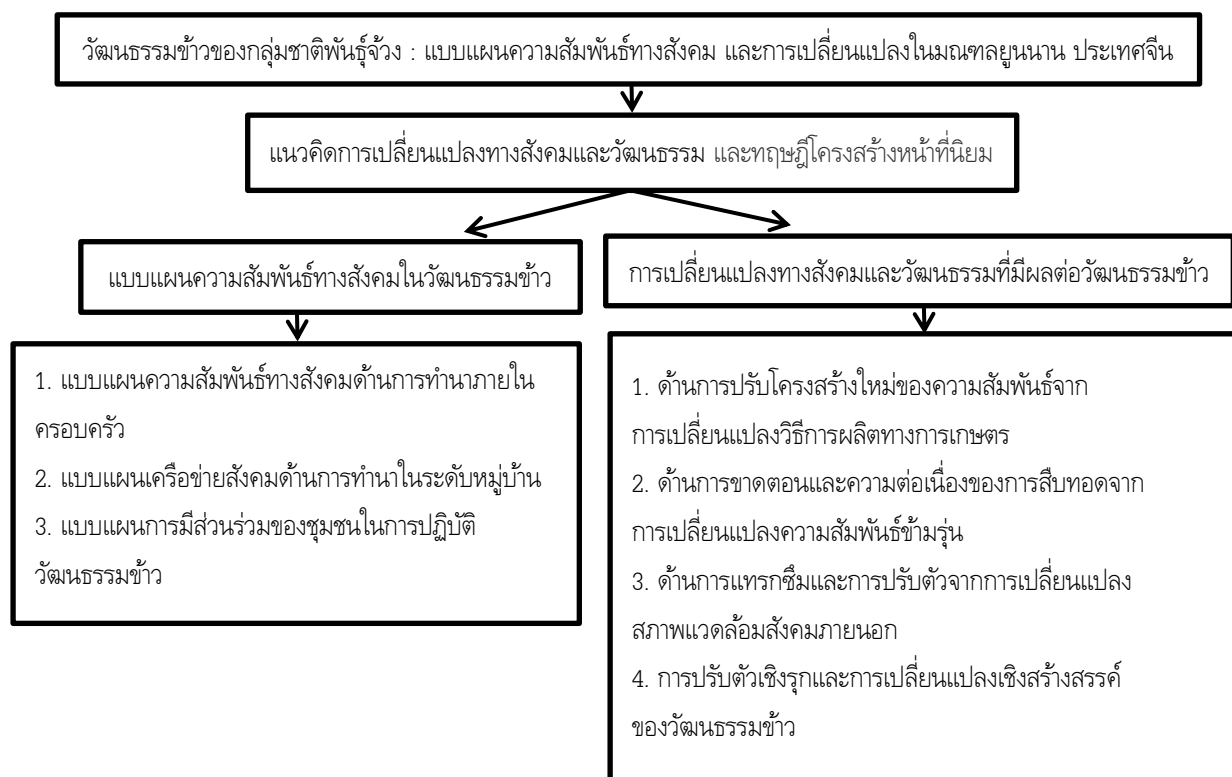 วัฒนธรรมข้าวของกลุ่มชาติพันธุ์จ้วง : แบบแผนความสัมพันธ์ทางสังคม และการเปลี่ยนแปลงในมณฑลยูนนาน ประเทศจีน
แนวคิดการเปลี่ยนแปลงทางสังคมและวัฒนธรรม และทฤษฎีโครงสร้างหน้าที่นิยม
แบบแผนความสัมพันธ์ทางสังคมในวัฒนธรรมข้าว
1. แบบแผนความสัมพันธ์ทางสังคมด้านการทำนาภายใน
ครอบครัว
2. แบบแผนเครือข่ายสังคมด้านการทำนาในระดับหมู่บ้าน
3. แบบแผนการมีส่วนร่วมของชุมชนในการปฏิบัติ
วัฒนธรรมข้าว
การเปลี่ยนแปลงทางสังคมและวัฒนธรรมที่มีผลต่อวัฒนธรรมข้าว
1. ด้านการปรับโครงสร้างใหม่ของความสัมพันธ์จาก
การเปลี่ยนแปลงวิธีการผลิตทางการเกษตร
2. ด้านการขาดตอนและความต่อเนื่องของการสืบทอดจาก
การเปลี่ยนแปลงความสัมพันธ์ข้ามรุ่น
3. ด้านการแทรกซึมและการปรับตัวจากการเปลี่ยนแปลง
สภาพแวดล้อมสังคมภายนอก
4. การปรับตัวเชิงรุกและการเปลี่ยนแปลงเชิงสร้างสรรค์
ของวัฒนธรรมข้าว